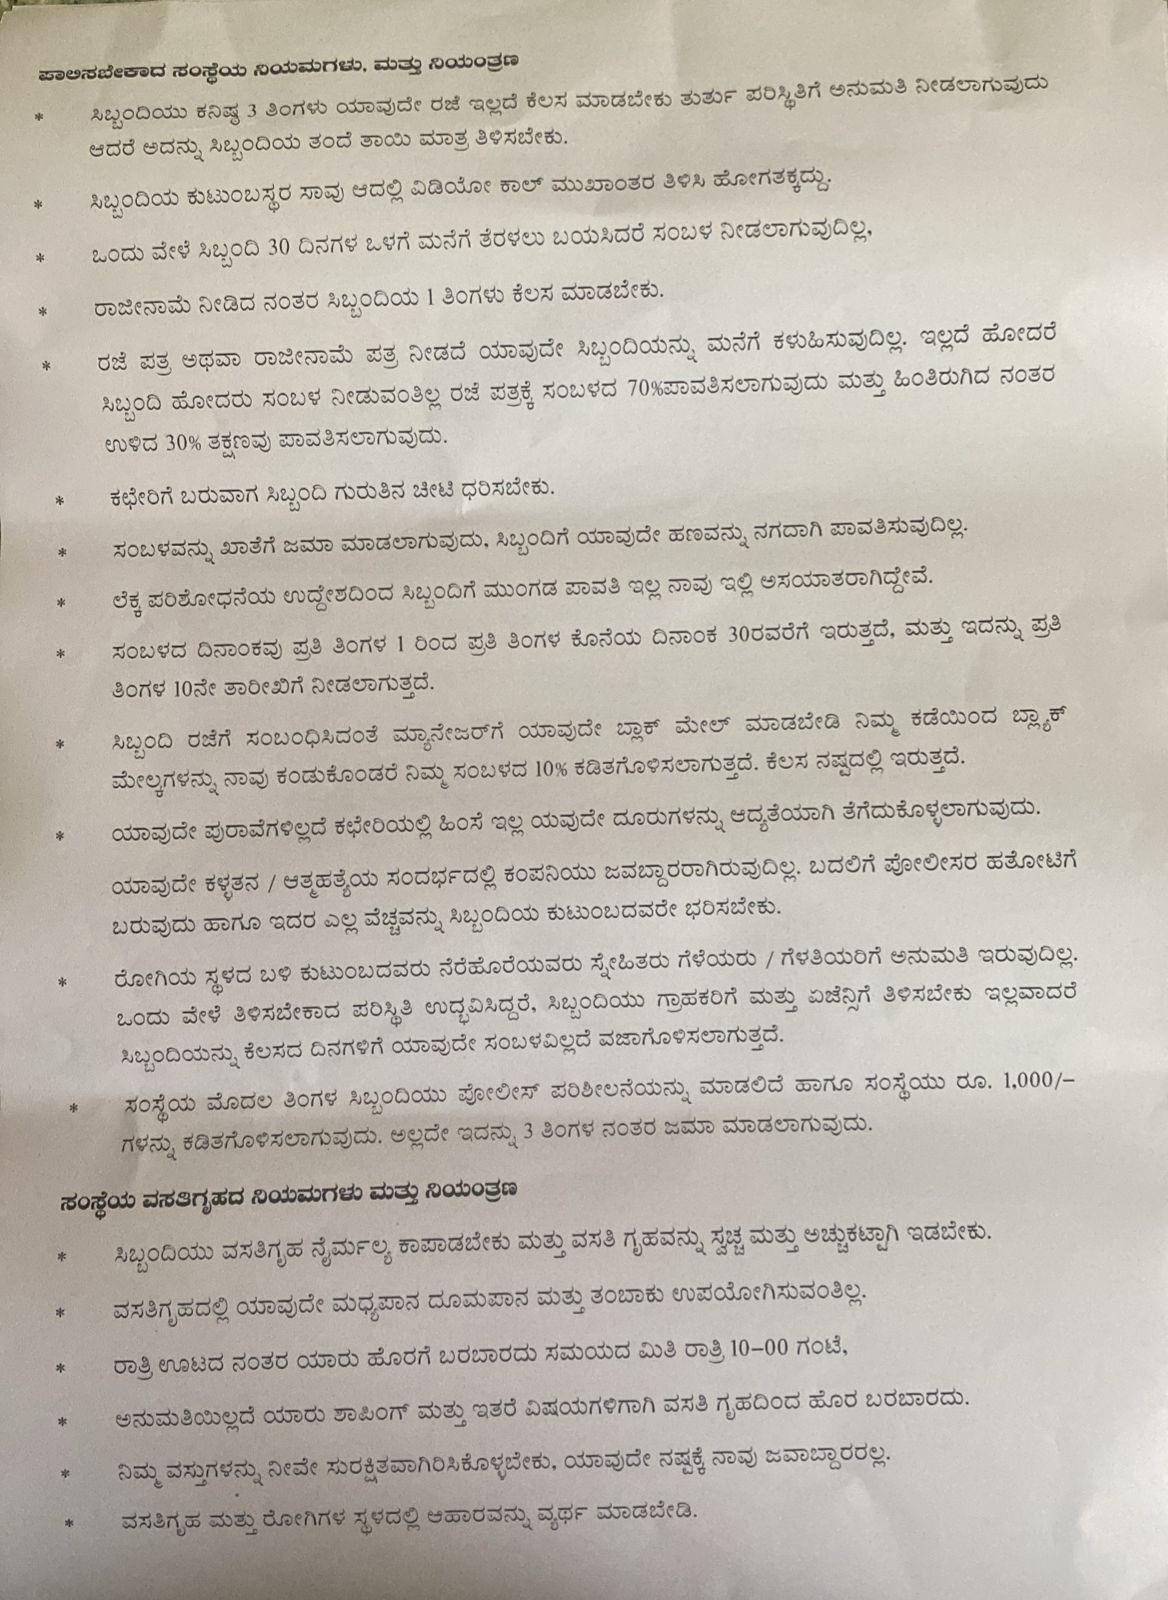 ಪಾಲಿಸಬೇಕಾದ ಸಂಸ್ಥೆಯ ನಿಯಮಗಳು, ಮತ್ತು ನಿಯಂತ್ರಣ
* ಸಿಬ್ಬಂದಿಯು ಕನಿಷ್ಠ 3 ತಿಂಗಳು ಯಾವುದೇ ರಜೆ ಇಲ್ಲದೆ ಕೆಲಸ ಮಾಡಬೇಕು ತುರ್ತು ಪರಿಸ್ಥಿತಿಗೆ ಅನುಮತಿ ನೀಡಲಾಗುವುದು
ಆದರೆ ಅದನ್ನು ಸಿಬ್ಬಂದಿಯ ತಂದೆ ತಾಯಿ ಮಾತ್ರ ತಿಳಿಸಬೇಕು.
* ಸಿಬ್ಬಂದಿಯ ಕುಟುಂಬಸ್ಥರ ಸಾವು ಆದಲ್ಲಿ ವಿಡಿಯೋ ಕಾಲ್ ಮುಖಾಂತರ ತಿಳಿಸಿ ಹೋಗತಕ್ಕದ್ದು.
* ಒಂದು ವೇಳೆ ಸಿಬ್ಬಂದಿ 30 ದಿನಗಳ ಒಳಗೆ ಮನೆಗೆ ತೆರಳಲು ಬಯಸಿದರೆ ಸಂಬಳ ನೀಡಲಾಗುವುದಿಲ್ಲ,
* ರಾಜೀನಾಮೆ ನೀಡಿದ ನಂತರ ಸಿಬ್ಬಂದಿಯ 1 ತಿಂಗಳು ಕೆಲಸ ಮಾಡಬೇಕು.
* ರಜೆ ಪತ್ರ ಅಥವಾ ರಾಜೀನಾಮೆ ಪತ್ರ ನೀಡದೆ ಯಾವುದೇ ಸಿಬ್ಬಂದಿಯನ್ನು ಮನೆಗೆ ಕಳುಹಿಸುವುದಿಲ್ಲ. ಇಲ್ಲದೆ ಹೋದರೆ
ಸಿಬ್ಬಂದಿ ಹೋದರು ಸಂಬಳ ನೀಡುವಂತಿಲ್ಲ ರಜೆ ಪತ್ರಕ್ಕೆ ಸಂಬಳದ 70%ಪಾವತಿಸಲಾಗುವುದು ಮತ್ತು ಹಿಂತಿರುಗಿದ ನಂತರ
ಉಳಿದ 30% ತಕ್ಷಣವು ಪಾವತಿಸಲಾಗುವುದು.
* ಕಛೇರಿಗೆ ಬರುವಾಗ ಸಿಬ್ಬಂದಿ ಗುರುತಿನ ಚೀಟಿ ಧರಿಸಬೇಕು.
* ಸಂಬಳವನ್ನು ಖಾತೆಗೆ ಜಮಾ ಮಾಡಲಾಗುವುದು, ಸಿಬ್ಬಂದಿಗೆ ಯಾವುದೇ ಹಣವನ್ನು ನಗದಾಗಿ ಪಾವತಿಸುವುದಿಲ್ಲ.
* ಲೆಕ್ಕ ಪರಿಶೋಧನೆಯ ಉದ್ದೇಶದಿಂದ ಸಿಬ್ಬಂದಿಗೆ ಮುಂಗಡ ಪಾವತಿ ಇಲ್ಲ ನಾವು ಇಲ್ಲಿ ಅಸಯಾತರಾಗಿದ್ದೇವೆ.
* ಸಂಬಳದ ದಿನಾಂಕವು ಪ್ರತಿ ತಿಂಗಳ 1 ರಿಂದ ಪ್ರತಿ ತಿಂಗಳ ಕೊನೆಯ ದಿನಾಂಕ 30ರವರೆಗೆ ಇರುತ್ತದೆ, ಮತ್ತು ಇದನ್ನು ಪ್ರತಿ
ತಿಂಗಳ 10ನೇ ತಾರೀಖಿಗೆ ನೀಡಲಾಗುತ್ತದೆ.
* ಸಿಬ್ಬಂದಿ ರಜೆಗೆ ಸಂಬಂಧಿಸಿದಂತೆ ಮ್ಯಾನೇಜರ್‌ಗೆ ಯಾವುದೇ ಬ್ಲಾಕ್ ಮೇಲ್ ಮಾಡಬೇಡಿ ನಿಮ್ಮ ಕಡೆಯಿಂದ ಬ್ಲ್ಯಾಕ್
ಮೇಲ್ಗಳನ್ನು ನಾವು ಕಂಡುಕೊಂಡರೆ ನಿಮ್ಮ ಸಂಬಳದ 10% ಕಡಿತಗೊಳಿಸಲಾಗುತ್ತದೆ. ಕೆಲಸ ನಷ್ಟದಲ್ಲಿ ಇರುತ್ತದೆ.
* ಯಾವುದೇ ಪುರಾವೆಗಳಿಲ್ಲದೆ ಕಛೇರಿಯಲ್ಲಿ ಹಿಂಸೆ ಇಲ್ಲ ಯವುದೇ ದೂರುಗಳನ್ನು ಆದ್ಯತೆಯಾಗಿ ತೆಗೆದುಕೊಳ್ಳಲಾಗುವುದು.
ಯಾವುದೇ ಕಳ್ಳತನ / ಆತ್ಮಹತ್ಯೆಯ ಸಂದರ್ಭದಲ್ಲಿ ಕಂಪನಿಯು ಜವಬ್ದಾರರಾಗಿರುವುದಿಲ್ಲ. ಬದಲಿಗೆ ಪೋಲೀಸರ ಹತೋಟಿಗೆ
ಬರುವುದು ಹಾಗೂ ಇದರ ಎಲ್ಲ ವೆಚ್ಚವನ್ನು ಸಿಬ್ಬಂದಿಯ ಕುಟುಂಬದವರೇ ಭರಿಸಬೇಕು.
* ರೋಗಿಯ ಸ್ಥಳದ ಬಳಿ ಕುಟುಂಬದವರು ನೆರೆಹೊರೆಯವರು ಸ್ನೇಹಿತರು ಗೆಳೆಯರು / ಗೆಳತಿಯರಿಗೆ ಅನುಮತಿ ಇರುವುದಿಲ್ಲ.
ಒಂದು ವೇಳೆ ತಿಳಿಸಬೇಕಾದ ಪರಿಸ್ಥಿತಿ ಉದ್ಭವಿಸಿದ್ದರೆ, ಸಿಬ್ಬಂದಿಯು ಗ್ರಾಹಕರಿಗೆ ಮತ್ತು ಏಜೆನ್ಸಿಗೆ ತಿಳಿಸಬೇಕು ಇಲ್ಲವಾದರೆ
ಸಿಬ್ಬಂದಿಯನ್ನು ಕೆಲಸದ ದಿನಗಳಿಗೆ ಯಾವುದೇ ಸಂಬಳವಿಲ್ಲದೆ ವಜಾಗೊಳಿಸಲಾಗುತ್ತದೆ.
* ಸಂಸ್ಥೆಯ ಮೊದಲ ತಿಂಗಳ ಸಿಬ್ಬಂದಿಯು ಪೋಲೀಸ್ ಪರಿಶೀಲನೆಯನ್ನು ಮಾಡಲಿದೆ ಹಾಗೂ ಸಂಸ್ಥೆಯು ರೂ. 1,000/–
ಗಳನ್ನು ಕಡಿತಗೊಳಿಸಲಾಗುವುದು. ಅಲ್ಲದೇ ಇದನ್ನು 3 ತಿಂಗಳ ನಂತರ ಜಮಾ ಮಾಡಲಾಗುವುದು.
ಸಂಸ್ಥೆಯ ವಸತಿಗೃಹದ ನಿಯಮಗಳು ಮತ್ತು ನಿಯಂತ್ರಣ
* ಸಿಬ್ಬಂದಿಯು ವಸತಿಗೃಹ ನೈರ್ಮಲ್ಯ ಕಾಪಾಡಬೇಕು ಮತ್ತು ವಸತಿ ಗೃಹವನ್ನು ಸ್ವಚ್ಚ ಮತ್ತು ಅಚ್ಚುಕಟ್ಟಾಗಿ ಇಡಬೇಕು.
* ವಸತಿಗೃಹದಲ್ಲಿ ಯಾವುದೇ ಮಧ್ಯಪಾನ ದೂಮಪಾನ ಮತ್ತು ತಂಬಾಕು ಉಪಯೋಗಿಸುವಂತಿಲ್ಲ.
* ರಾತ್ರಿ ಊಟದ ನಂತರ ಯಾರು ಹೊರಗೆ ಬರಬಾರದು ಸಮಯದ ಮಿತಿ ರಾತ್ರಿ 10–00 ಗಂಟೆ,
* ಅನುಮತಿಯಿಲ್ಲದೆ ಯಾರು ಶಾಪಿಂಗ್ ಮತ್ತು ಇತರೆ ವಿಷಯಗಳಿಗಾಗಿ ವಸತಿ ಗೃಹದಿಂದ ಹೊರ ಬರಬಾರದು.
* ನಿಮ್ಮ ವಸ್ತುಗಳನ್ನು ನೀವೇ ಸುರಕ್ಷಿತವಾಗಿರಿಸಿಕೊಳ್ಳಬೇಕು, ಯಾವುದೇ ನಷ್ಟಕ್ಕೆ ನಾವು ಜವಾಬ್ದಾರರಲ್ಲ.
* ವಸತಿಗೃಹ ಮತ್ತು ರೋಗಿಗಳ ಸ್ಥಳದಲ್ಲಿ ಆಹಾರವನ್ನು ವ್ಯರ್ಥ ಮಾಡಬೇಡಿ.